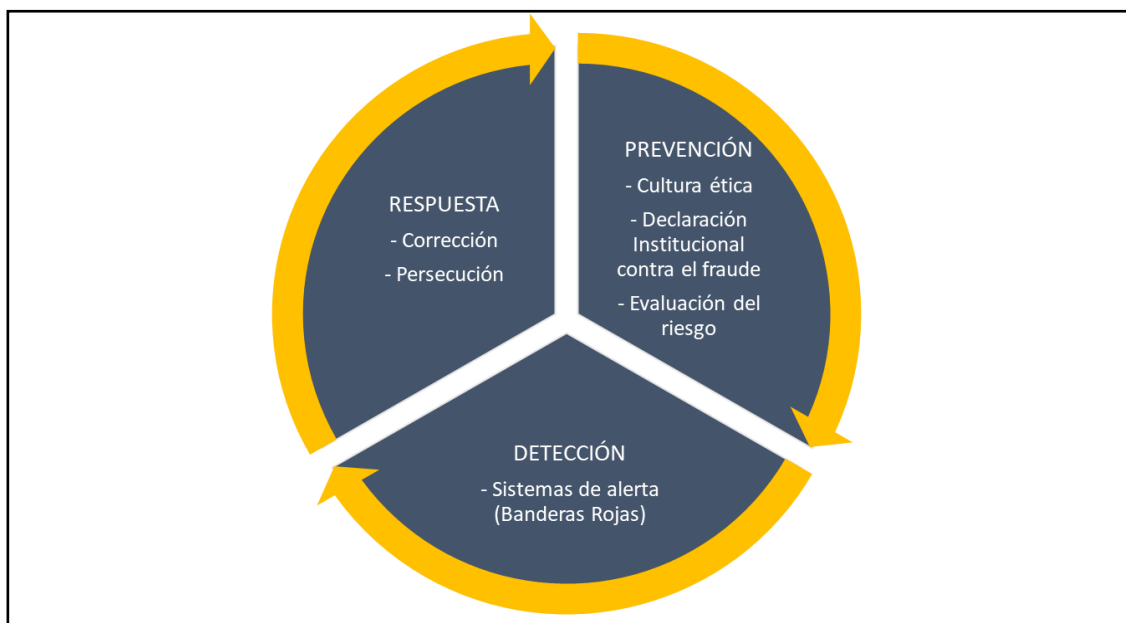 PREVENCIÓN
- Cultura ética
- Declaración
Institucional
contra el fraude
- Evaluación del
riesgo
DETECCIÓN
- Sistemas de alerta
(Banderas Rojas)
RESPUESTA
- Corrección
- Persecución